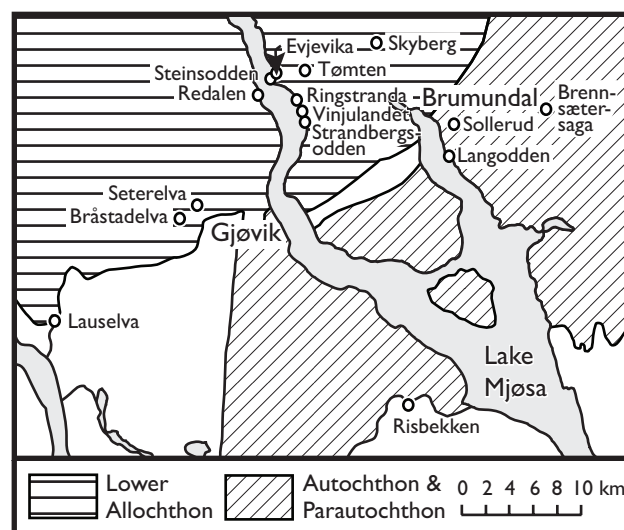 Evjevika
Skyberg
Steinsodden
Tømten
Redalen
Ringstranda
-Brumundal
Brenn-
sæter-
saga
Vinjulandet
Strandbergs
odden
Sollerud
Langodden
Seterelva
Bråstadelva
Gjøvik
Lauselva
Lake
Mjøsa
Risbekken
Lower
Allochthon
Autochthon &
Parautochthon
0 2 4 6 8 10 km